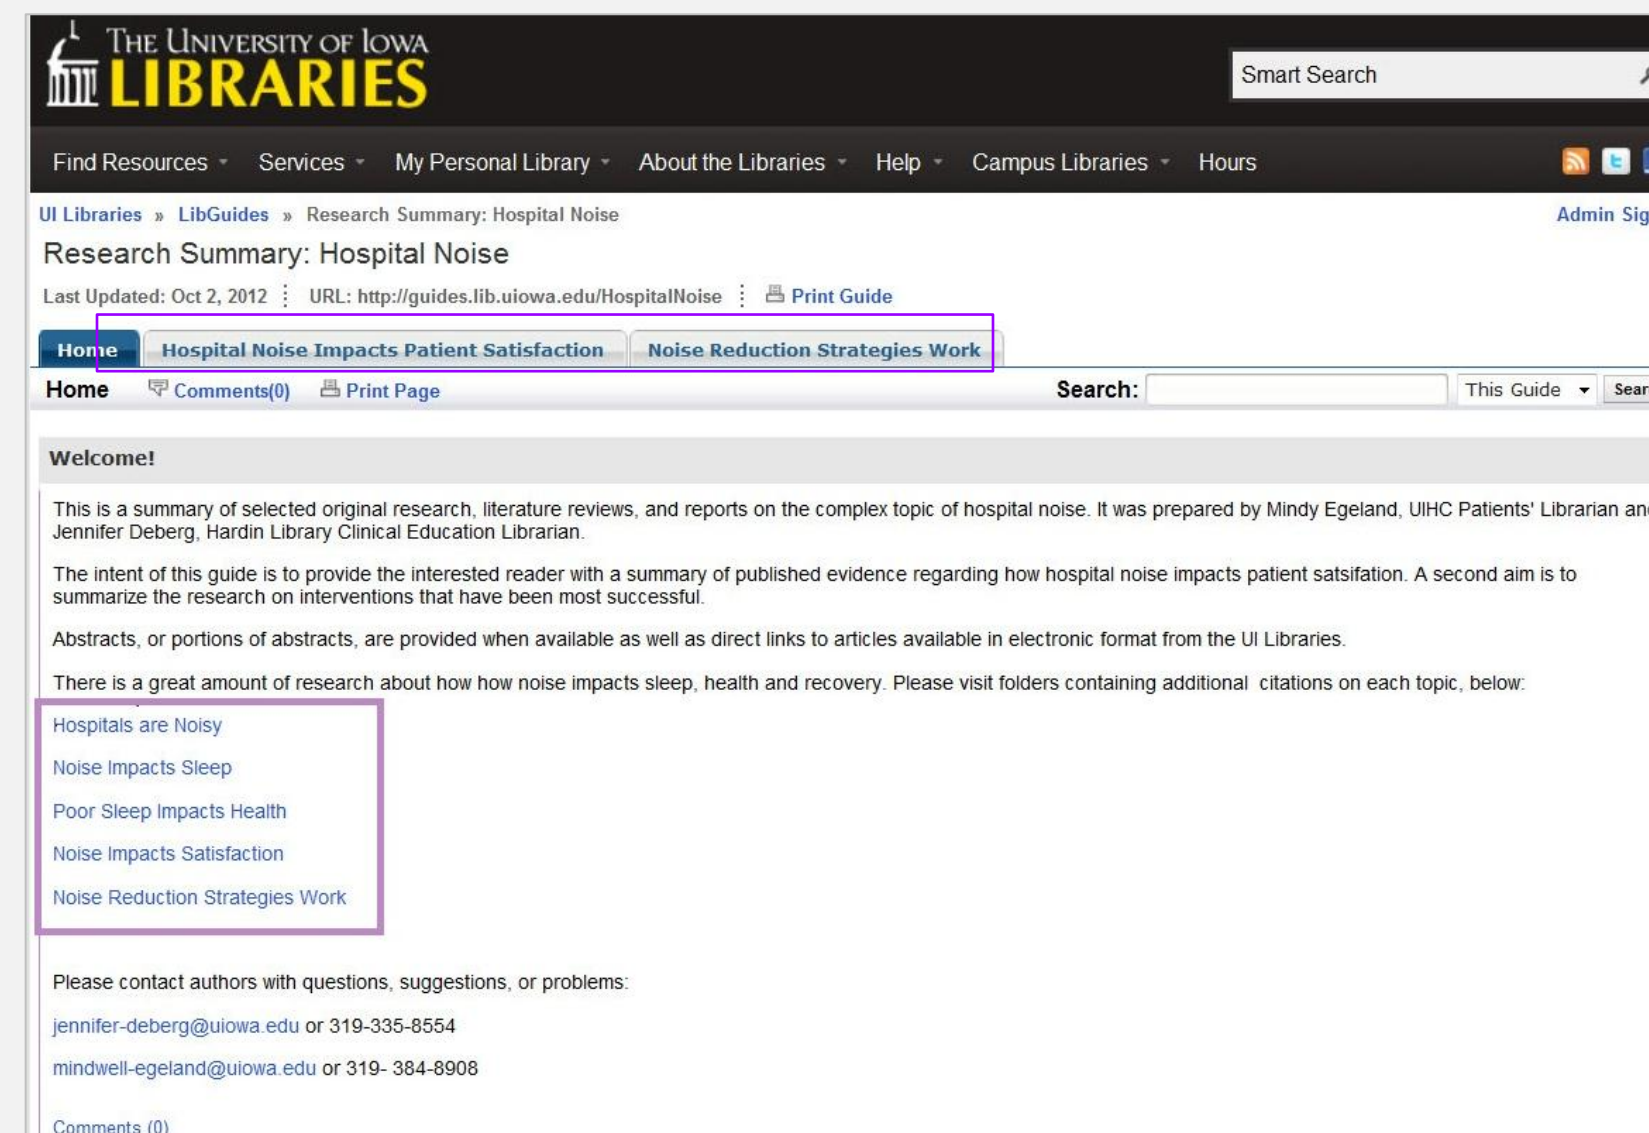 THE UNIVERSITY OF IOWA
LIBRARIES
Smart Search
Find Resources Services My Personal Library About the Libraries Help Campus Libraries Hours
UI Libraries » LibGuides » Research Summary: Hospital Noise Admin
Research Summary: Hospital Noise
Last Updated: Oct 2, 2012 URL: http://guides.lib.uiowa.edu/HospitalNoise Print Guide
Home Hospital Noise Impacts Patient Satisfaction Noise Reduction Strategies Work
Home Comments(0) Print Page Search: This Guide
Welcome!
This is a summary of selected original research, literature reviews, and reports on the complex topic of hospital noise. It was prepared by Mindy Egeland, UIHC Patients' Librarian and
Jennifer Deberg, Hardin Library Clinical Education Librarian.
The intent of this guide is to provide the interested reader with a summary of published evidence regarding how hospital noise impacts patient satsifation. A second aim is to
summarize the research on interventions that have been most successful.
Abstracts, or portions of abstracts, are provided when available as well as direct links to articles available in electronic format from the UI Libraries.
There is a great amount of research about how how noise impacts sleep, health and recovery. Please visit folders containing additional citations on each topic, below:
Hospitals are Noisy
Noise Impacts Sleep
Poor Sleep Impacts Health
Noise Impacts Satisfaction
Noise Reduction Strategies Work
Please contact authors with questions, suggestions, or problems:
jennifer-deberg@uiowa.edu or 319-335-8554
mindwell-egeland@uiowa.edu or 319- 384-8908
Comments (0)